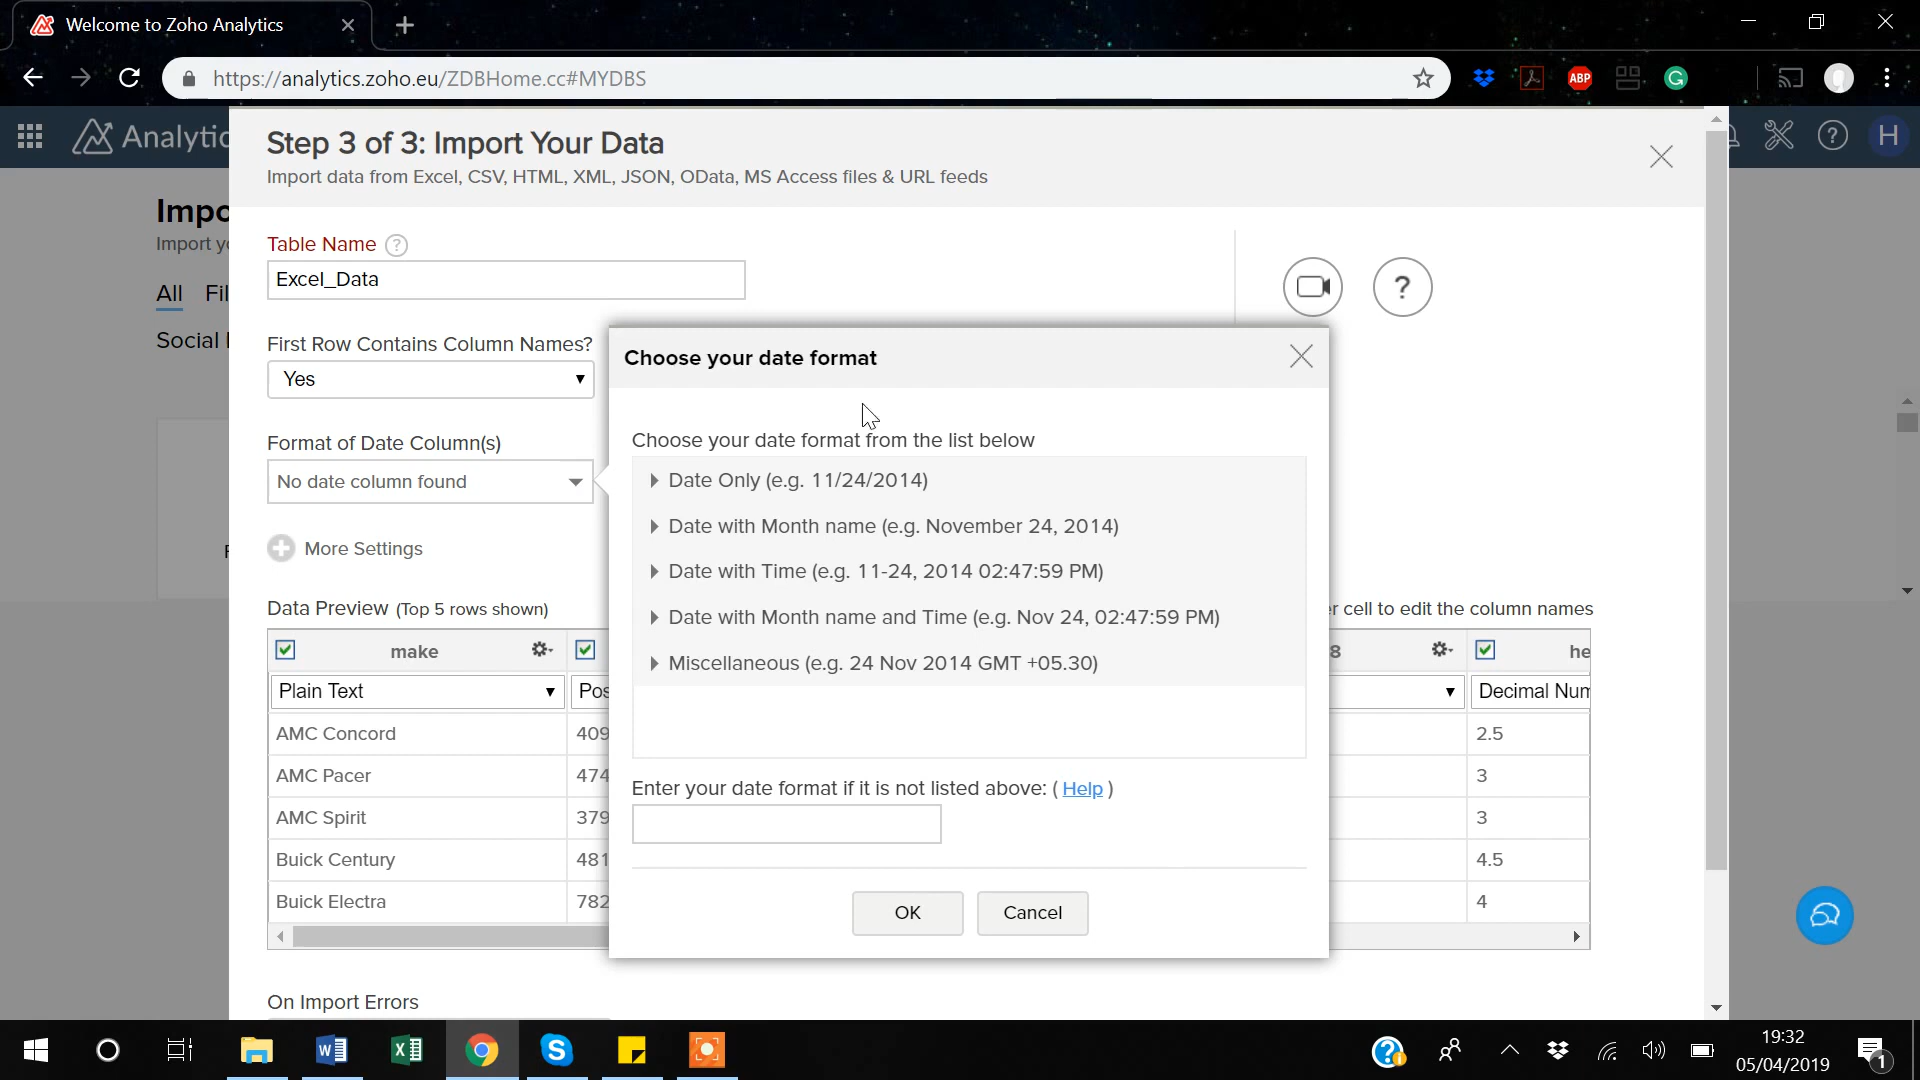 Welcome to Zoho Analytics
https://analytics.zoho.eu/ZDBHome.cc#MYDBS
ABP
Analytic
H
Step 3 of 3: Import Your Data
Import data from Excel, CSV, HTML, XML, JSON, OData, MS Access files & URL feeds
Impo
Import y
All Fil
Social
Table Name ?
Excel_Data
?
First Row Contains Column Names?
Yes
Format of Date Column(s)
No date column found
More Settings
Choose your date format
Choose your date format from the list below
Date Only (e.g. 11/24/2014)
Date with Month name (e.g. November 24, 2014)
Date with Time (e.g. 11-24, 2014 02:47:59 PM)
Date with Month name and Time (e.g. Nov 24, 02:47:59 PM)
Miscellaneous (e.g. 24 Nov 2014 GMT +05.30)
Enter your date format if it is not listed above: ( Help )
OK Cancel
Data Preview (Top 5 rows shown) r cell to edit the column names
make 8 he
Plain Text Pos Decimal Num
AMC Concord 409 2.5
AMC Pacer 474 3
AMC Spirit 379 3
Buick Century 481 4.5
Buick Electra 782 4
On Import Errors
19:32
05/04/2019
1